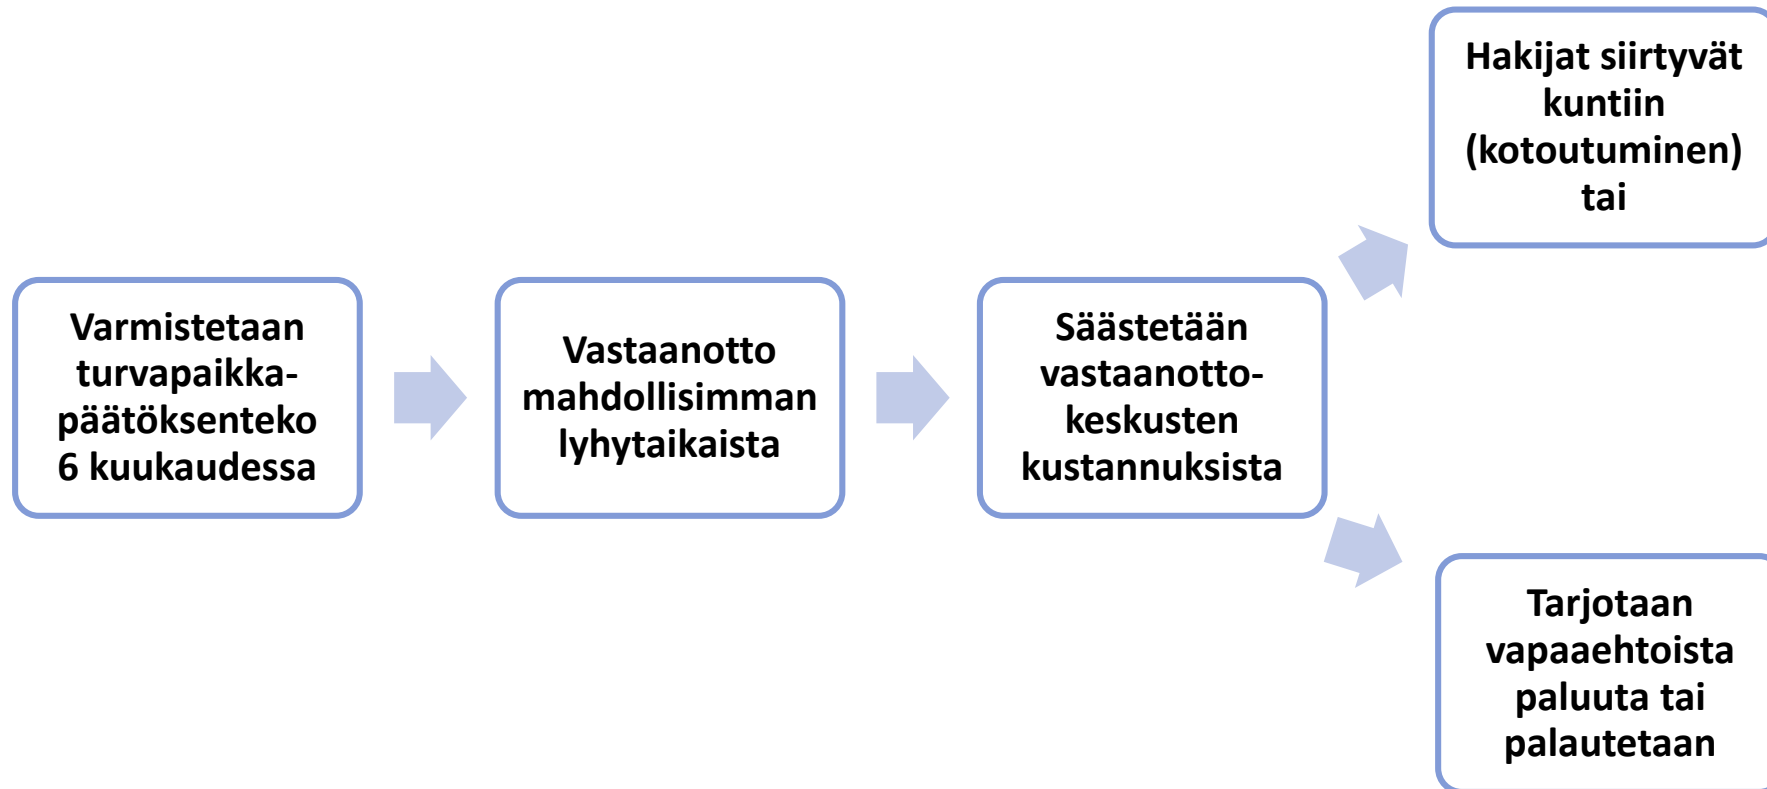 Varmistetaan
turvapaikka-
päätöksenteko
6 kuukaudessa
Vastaanotto
mahdollisimman
lyhytaikaista
Säästetään
vastaanotto-
keskusten
kustannuksista
Hakijat siirtyvät
kuntiin
(kotoutuminen)
tai
Tarjotaan
vapaaehtoista
paluuta tai
palautetaan